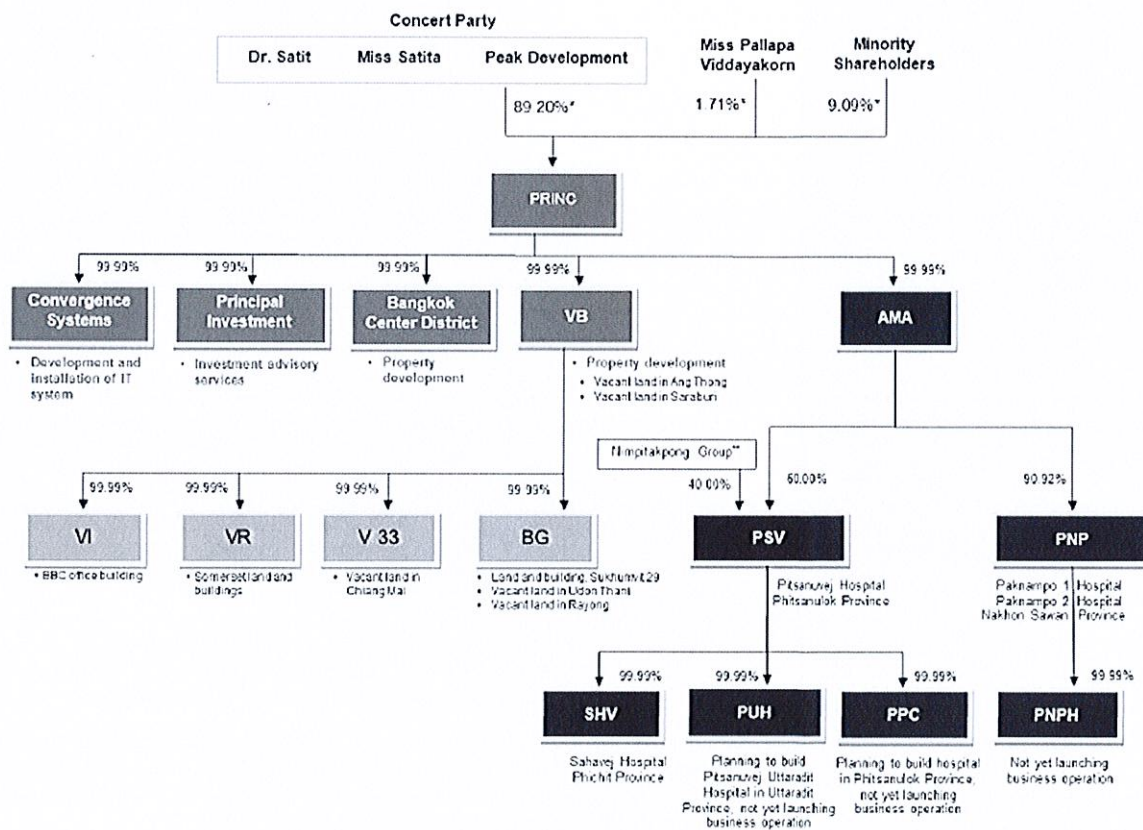 Concert Party
Dr. Satit
Miss Satita
Peak Development
Miss Pallapa
Viddayakorn
Minority
Shareholders
89.20%*
1.71%*
9.09%*
PRINC
99.99%
99.99%
99.99%
99.99%
99.99%
Convergence
Systems
Principal
Investment
Bangkok
Center District
VB
AMA
• Development and
installation of IT
system
• Investment advisory
services
• Property
development
• Property development
• Vacant land in Ang Thong
• Vacant land in Saraburi
Nimpitakpong Group**
40.00%
60.00%
90.92%
99.99%
99.99%
99.99%
99.99%
VI
VR
V 33
BG
PSV
PNP
• BBC office building
• Somerset land and
buildings
• Vacant land in
Chiang Mai
• Land and building, Sukhumvit 29
• Vacant land in Udon Thani
• Vacant land in Rayong
Pitsanuvej Hospital
Phitsanulok Province
Paknampo 1 Hospital
Paknampo 2 Hospital
Nakhon Sawan Province
99.99%
99.99%
99.99%
99.99%
SHV
PUH
PPC
PNPH
Sahavej Hospital
Phichit Province
Planning to build
Pitsanuvej Uttaradit
Hospital in Uttaradit
Province, not yet launching
business operation
Planning to build hospital
in Phitsanulok Province,
not yet launching
business operation
Not yet launching
business operation